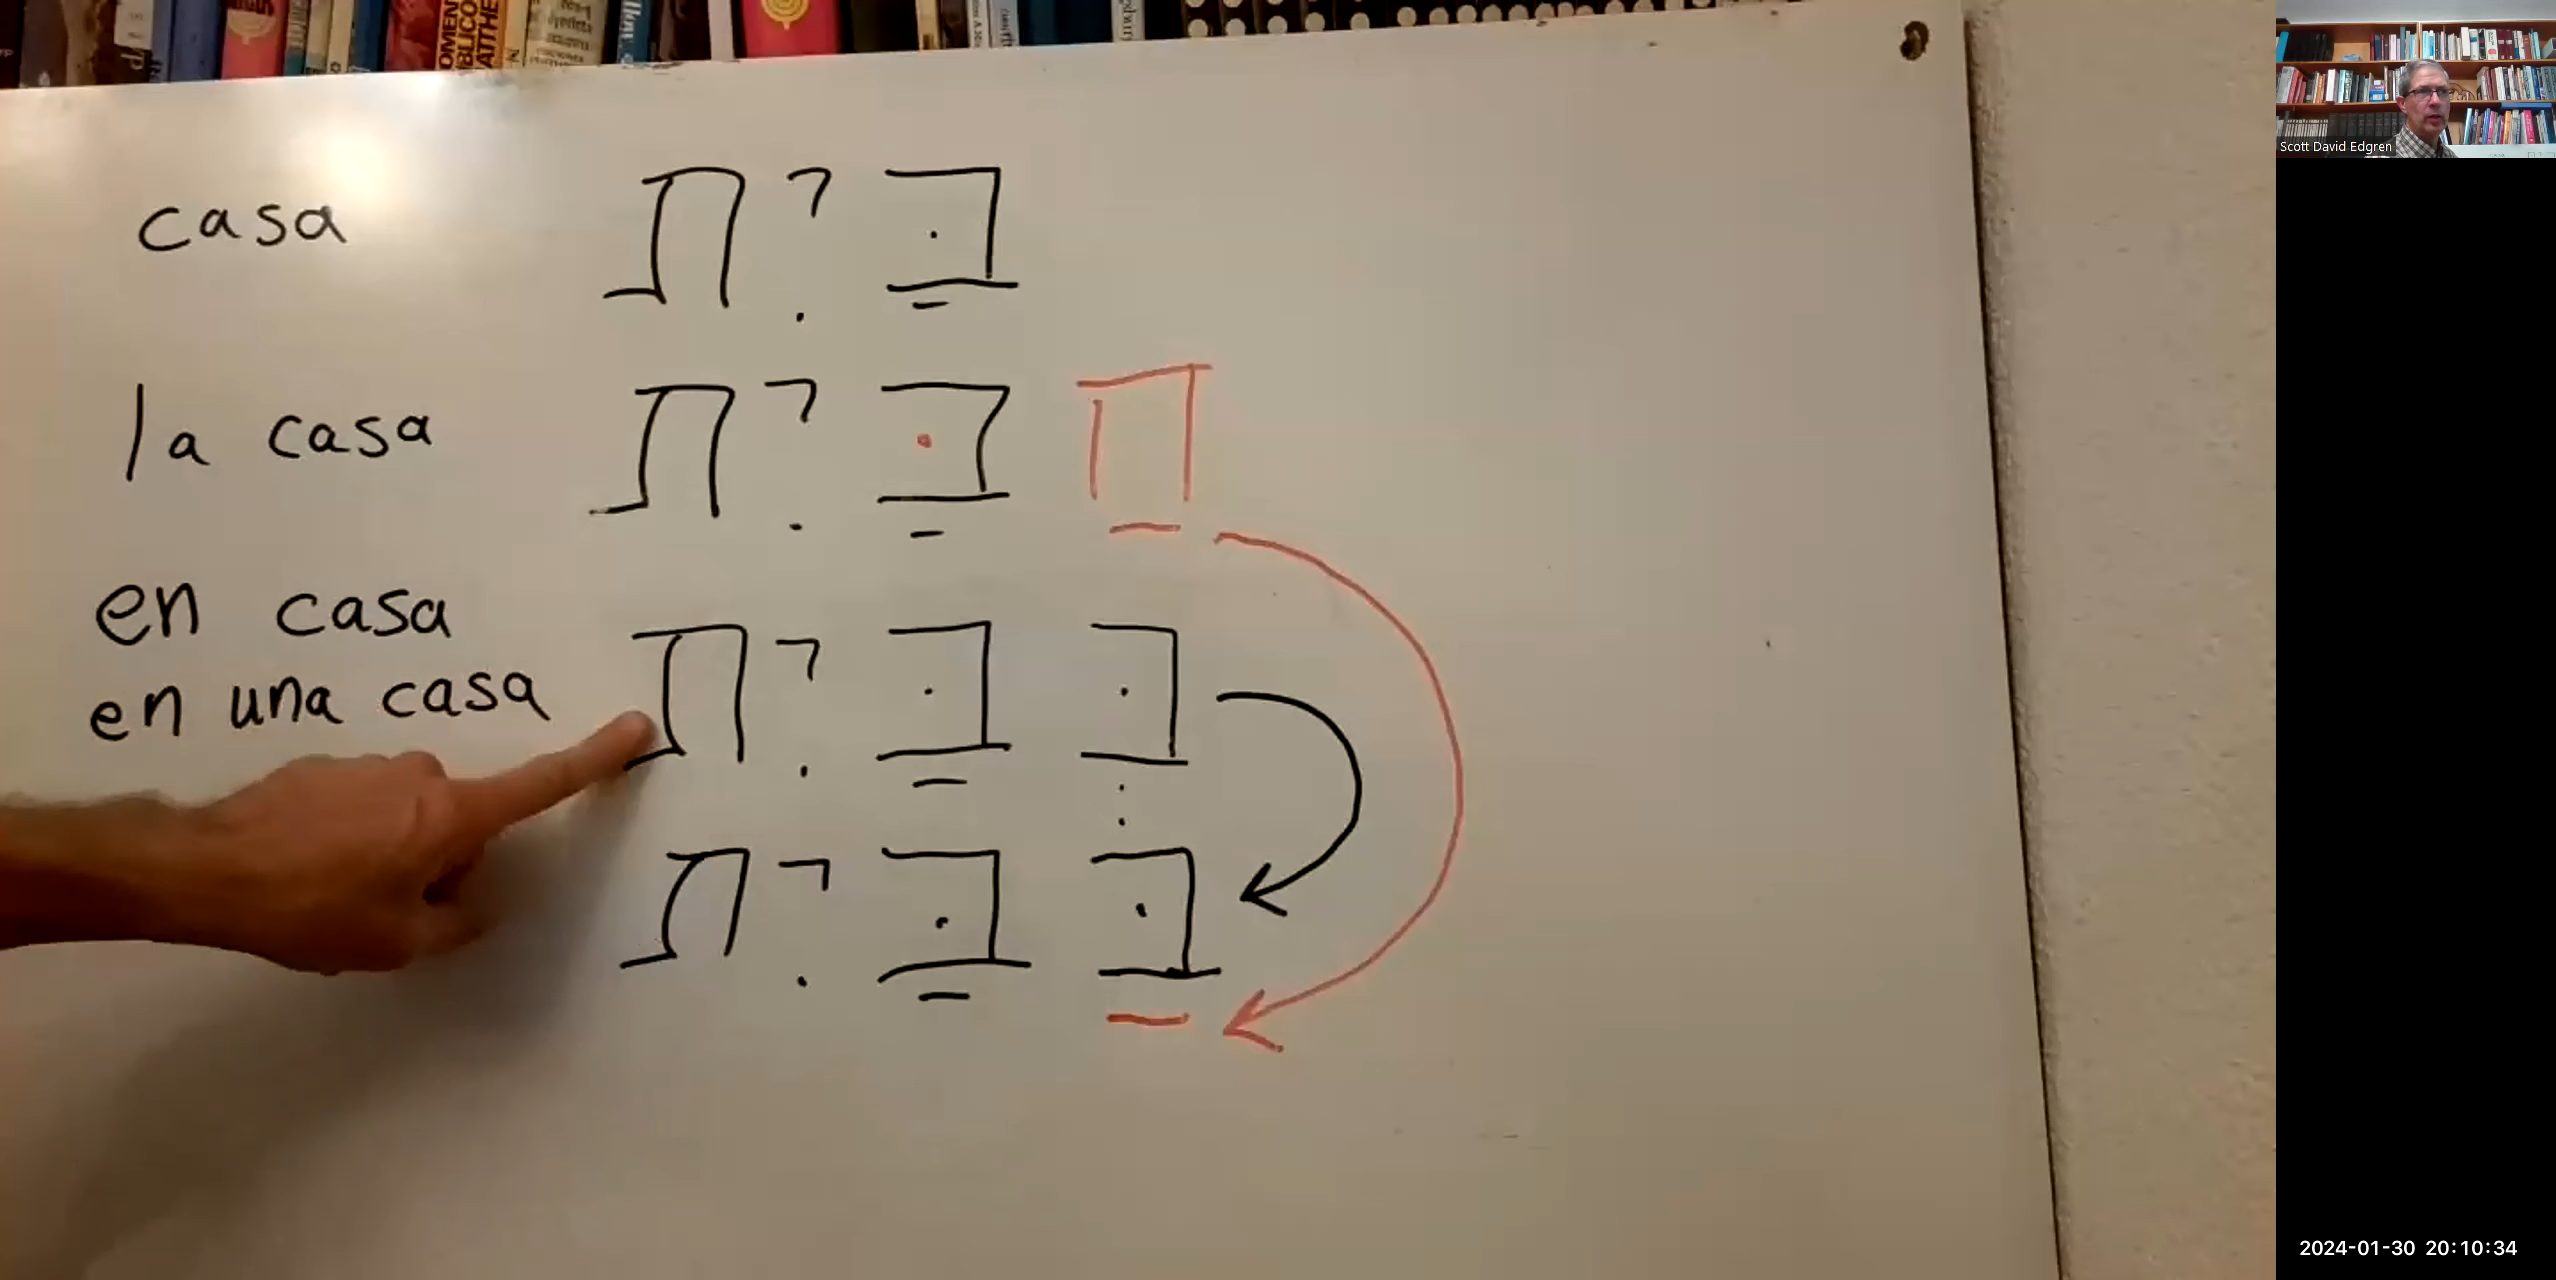 casa בַּיִת
la casa הַבַּיִת
en casa
en una casa בְּבַּיִת
בַּבַּיִת
Scott David Edgren
2024-01-30 20:10:34